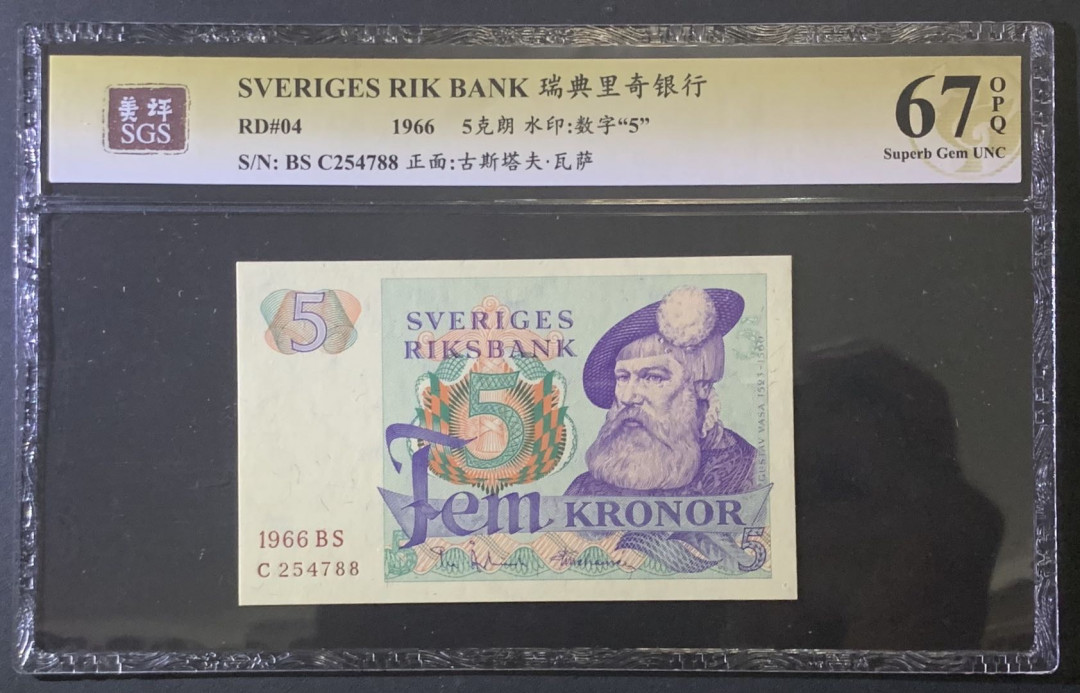 美评
SGS
SVERIGES RIK BANK 瑞典里奇银行
RD#04 1966 5克朗 水印:数字“5”
S/N: BS C254788 正面:古斯塔夫·瓦萨
67 OPQ
Superb Gem UNC
5
SVERIGES
RIKSBANK
5
GUSTAV VASA 1523-1560
Fem KRONOR
1966 BS
C 254788
5